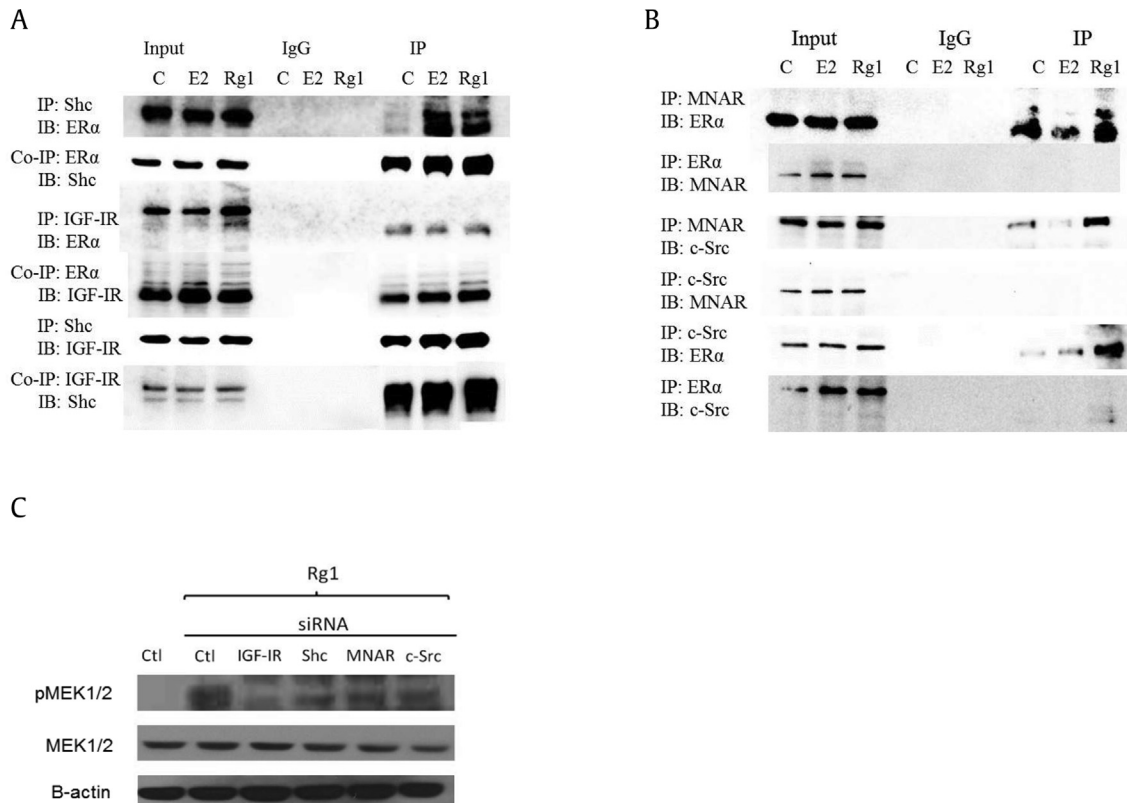 A
Input IgG IP
C E2 Rg1 C E2 Rg1 C E2 Rg1
IP: Shc
IB: ERα
Co-IP: ERα
IB: Shc
IP: IGF-IR
IB: ERα
Co-IP: ERα
IB: IGF-IR
IP: Shc
IB: IGF-IR
Co-IP: IGF-IR
IB: Shc
B
Input IgG IP
C E2 Rg1 C E2 Rg1 C E2 Rg1
IP: MNAR
IB: ERα
IP: ERα
IB: MNAR
IP: MNAR
IB: c-Src
IP: c-Src
IB: MNAR
IP: c-Src
IB: ERα
IP: ERα
IB: c-Src
C
Rg1
siRNA
Ctl Ctl IGF-IR Shc MNAR c-Src
pMEK1/2
MEK1/2
B-actin